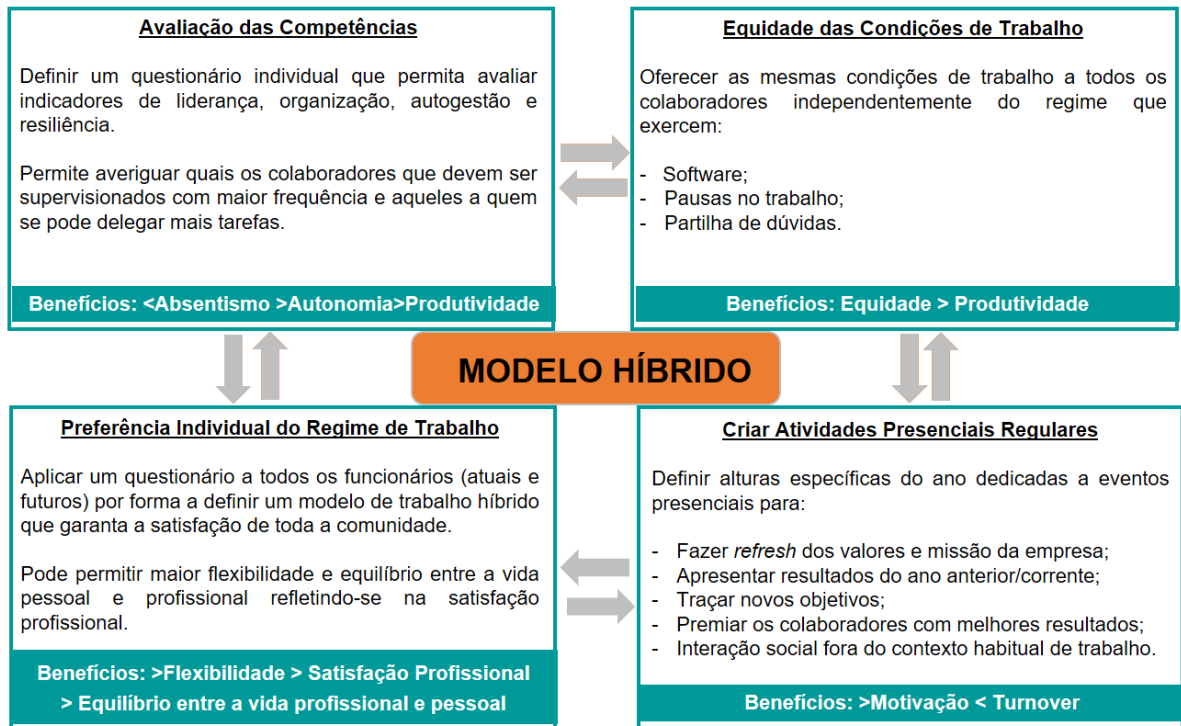 Avaliação das Competências
Definir um questionário individual que permita avaliar
indicadores de liderança, organização, autogestão e
resiliência.
Permite averiguar quais os colaboradores que devem ser
supervisionados com maior frequência e aqueles a quem
se pode delegar mais tarefas.
Benefícios: <Absentismo >Autonomia>Produtividade
Equidade das Condições de Trabalho
Oferecer as mesmas condições de trabalho a todos os
colaboradores independentemente do regime que
exercem:
- Software;
- Pausas no trabalho;
- Partilha de dúvidas.
Benefícios: Equidade > Produtividade
MODELO HÍBRIDO
Preferência Individual do Regime de Trabalho
Aplicar um questionário a todos os funcionários (atuais e
futuros) por forma a definir um modelo de trabalho híbrido
que garanta a satisfação de toda a comunidade.
Pode permitir maior flexibilidade e equilíbrio entre a vida
pessoal e profissional refletindo-se na satisfação
profissional.
Benefícios: >Flexibilidade > Satisfação Profissional
> Equilíbrio entre a vida profissional e pessoal
Criar Atividades Presenciais Regulares
Definir alturas específicas do ano dedicadas a eventos
presenciais para:
- Fazer refresh dos valores e missão da empresa;
- Apresentar resultados do ano anterior/corrente;
- Traçar novos objetivos;
- Premiar os colaboradores com melhores resultados;
- Interação social fora do contexto habitual de trabalho.
Benefícios: >Motivação < Turnover